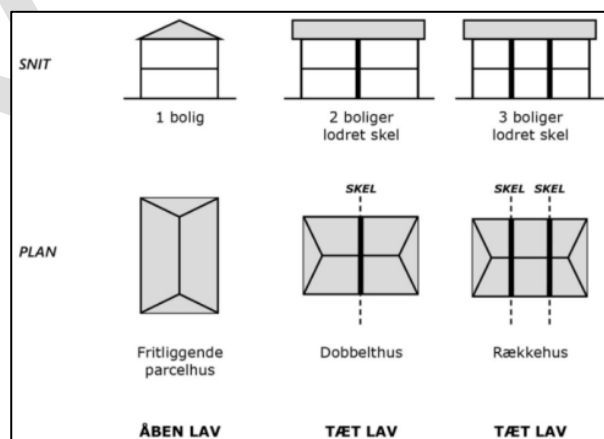 SNIT
1 bolig
2 boliger
lodret skel
3 boliger
lodret skel
SKEL
SKEL SKEL
PLAN
Fritliggende
parcelhus
Dobbelthus
Rækkehus
ÅBEN LAV
TÆT LAV
TÆT LAV